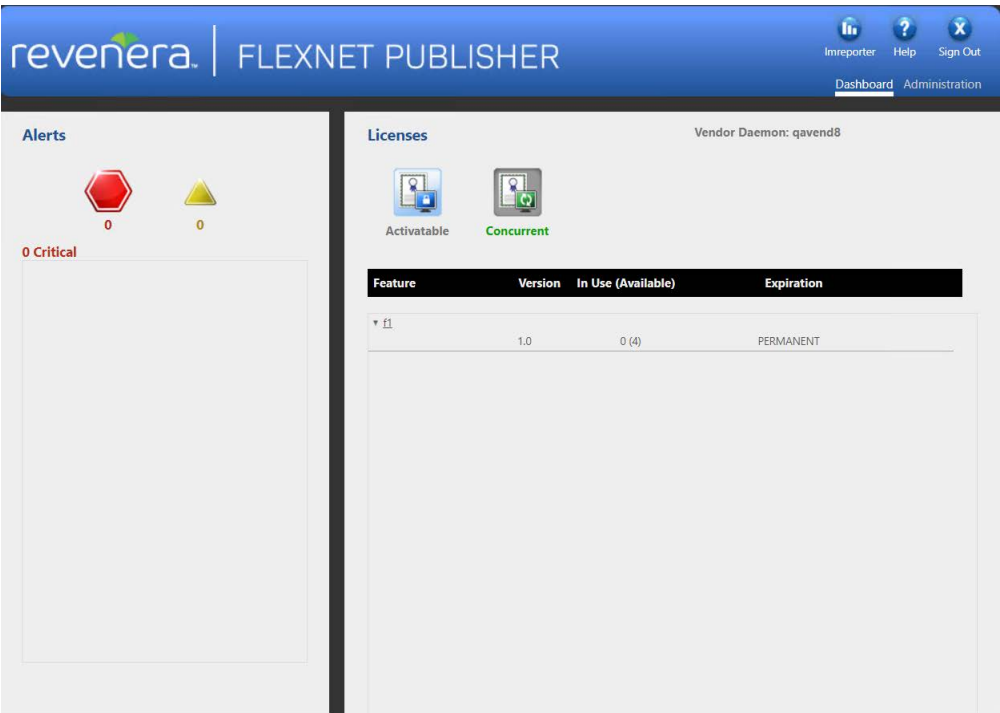 revenera™ | FLEXNET PUBLISHER
lmreporter Help Sign Out
Dashboard Administration
Alerts
0 0
0 Critical
Licenses
Vendor Daemon: qavend8
Activatable Concurrent
Feature Version In Use (Available) Expiration
▾ f1
1.0 0 (4) PERMANENT